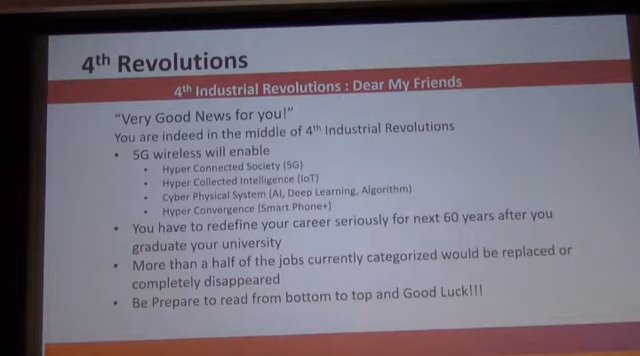 4th Revolutions
4th Industrial Revolutions : Dear My Friends
“Very Good News for you!”
You are indeed in the middle of 4th Industrial Revolutions
• 5G wireless will enable
• Hyper Connected Society (5G)
• Hyper Collected Intelligence (IoT)
• Cyber Physical System (AI, Deep Learning, Algorithm)
• Hyper Convergence (Smart Phone+)
• You have to redefine your career seriously for next 60 years after you
graduate your university
• More than a half of the jobs currently categorized would be replaced or
completely disappeared
• Be Prepare to read from bottom to top and Good Luck!!!